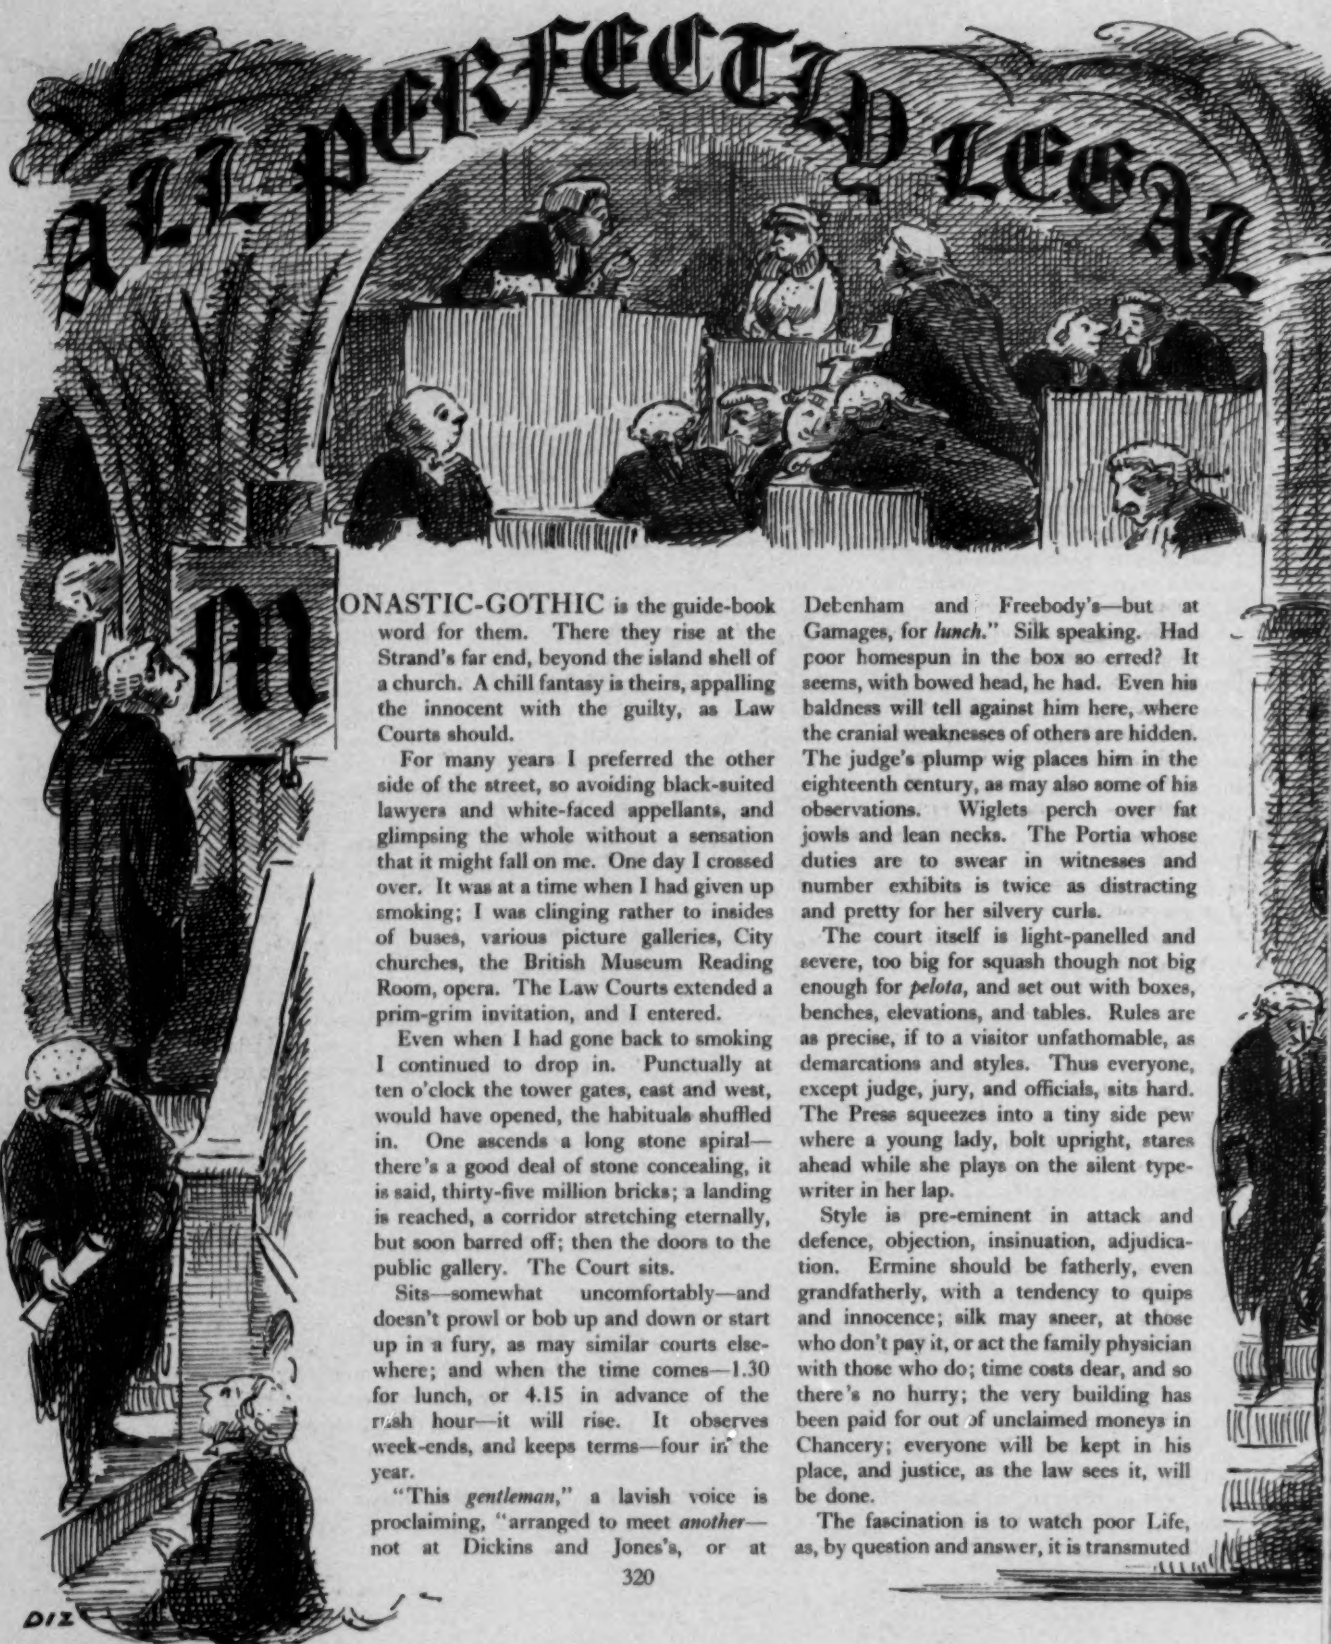 ALL PERFECTLY LEGAL
MONASTIC-GOTHIC is the guide-book
word for them. There they rise at the
Strand's far end, beyond the island shell of
a church. A chill fantasy is theirs, appalling
the innocent with the guilty, as Law
Courts should.
For many years I preferred the other
side of the street, so avoiding black-suited
lawyers and white-faced appellants, and
glimpsing the whole without a sensation
that it might fall on me. One day I crossed
over. It was at a time when I had given up
smoking; I was clinging rather to insides
of buses, various picture galleries, City
churches, the British Museum Reading
Room, opera. The Law Courts extended a
prim-grim invitation, and I entered.
Even when I had gone back to smoking
I continued to drop in. Punctually at
ten o'clock the tower gates, east and west,
would have opened, the habituals shuffled
in. One ascends a long stone spiral—
there's a good deal of stone concealing, it
is said, thirty-five million bricks; a landing
is reached, a corridor stretching eternally,
but soon barred off; then the doors to the
public gallery. The Court sits.
Sits—somewhat uncomfortably—and
doesn't prowl or bob up and down or start
up in a fury, as may similar courts else-
where; and when the time comes—1.30
for lunch, or 4.15 in advance of the
rush hour—it will rise. It observes
week-ends, and keeps terms—four in the
year.
"This gentleman," a lavish voice is
proclaiming, "arranged to meet another—
not at Dickins and Jones's, or at
Debenham and Freebody's—but at
Gamages, for lunch." Silk speaking. Had
poor homespun in the box so erred? It
seems, with bowed head, he had. Even his
baldness will tell against him here, where
the cranial weaknesses of others are hidden.
The judge's plump wig places him in the
eighteenth century, as may also some of his
observations. Wiglets perch over fat
jowls and lean necks. The Portia whose
duties are to swear in witnesses and
number exhibits is twice as distracting
and pretty for her silvery curls.
The court itself is light-panelled and
severe, too big for squash though not big
enough for pelota, and set out with boxes,
benches, elevations, and tables. Rules are
as precise, if to a visitor unfathomable, as
demarcations and styles. Thus everyone,
except judge, jury, and officials, sits hard.
The Press squeezes into a tiny side pew
where a young lady, bolt upright, stares
ahead while she plays on the silent type-
writer in her lap.
Style is pre-eminent in attack and
defence, objection, insinuation, adjudica-
tion. Ermine should be fatherly, even
grandfatherly, with a tendency to quips
and innocence; silk may sneer, at those
who don't pay it, or act the family physician
with those who do; time costs dear, and so
there's no hurry; the very building has
been paid for out of unclaimed moneys in
Chancery; everyone will be kept in his
place, and justice, as the law sees it, will
be done.
The fascination is to watch poor Life,
as, by question and answer, it is transmuted
320
DIZ